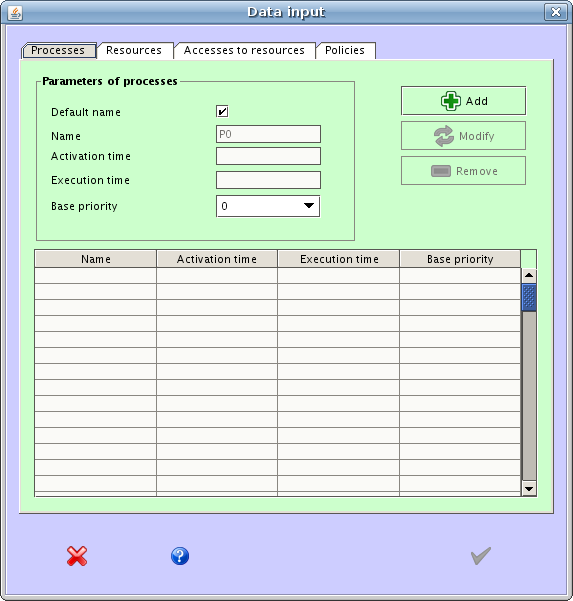 Data input
Processes Resources Accesses to resources Policies
Parameters of processes
Default name
Name P0
Activation time
Execution time
Base priority 0
Add
Modify
Remove
Name Activation time Execution time Base priority
?